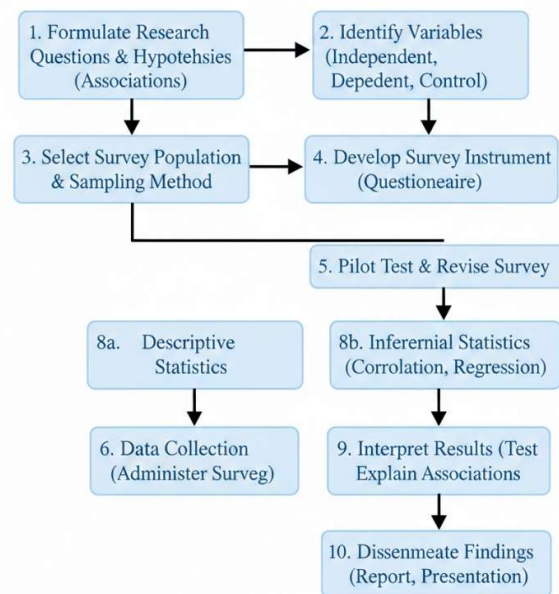 1. Formulate Research
Questions & Hypotehsies
(Associations)
2. Identify Variables
(Independent,
Depedent, Control)
3. Select Survey Population
& Sampling Method
4. Develop Survey Instrument
(Questioneaire)
5. Pilot Test & Revise Survey
8a. Descriptive
Statistics
8b. Inferernial Statistics
(Corrolation, Regression)
6. Data Collection
(Administer Surveg)
9. Interpret Results (Test
Explain Associations
10. Dissenmeate Findings
(Report, Presentation)